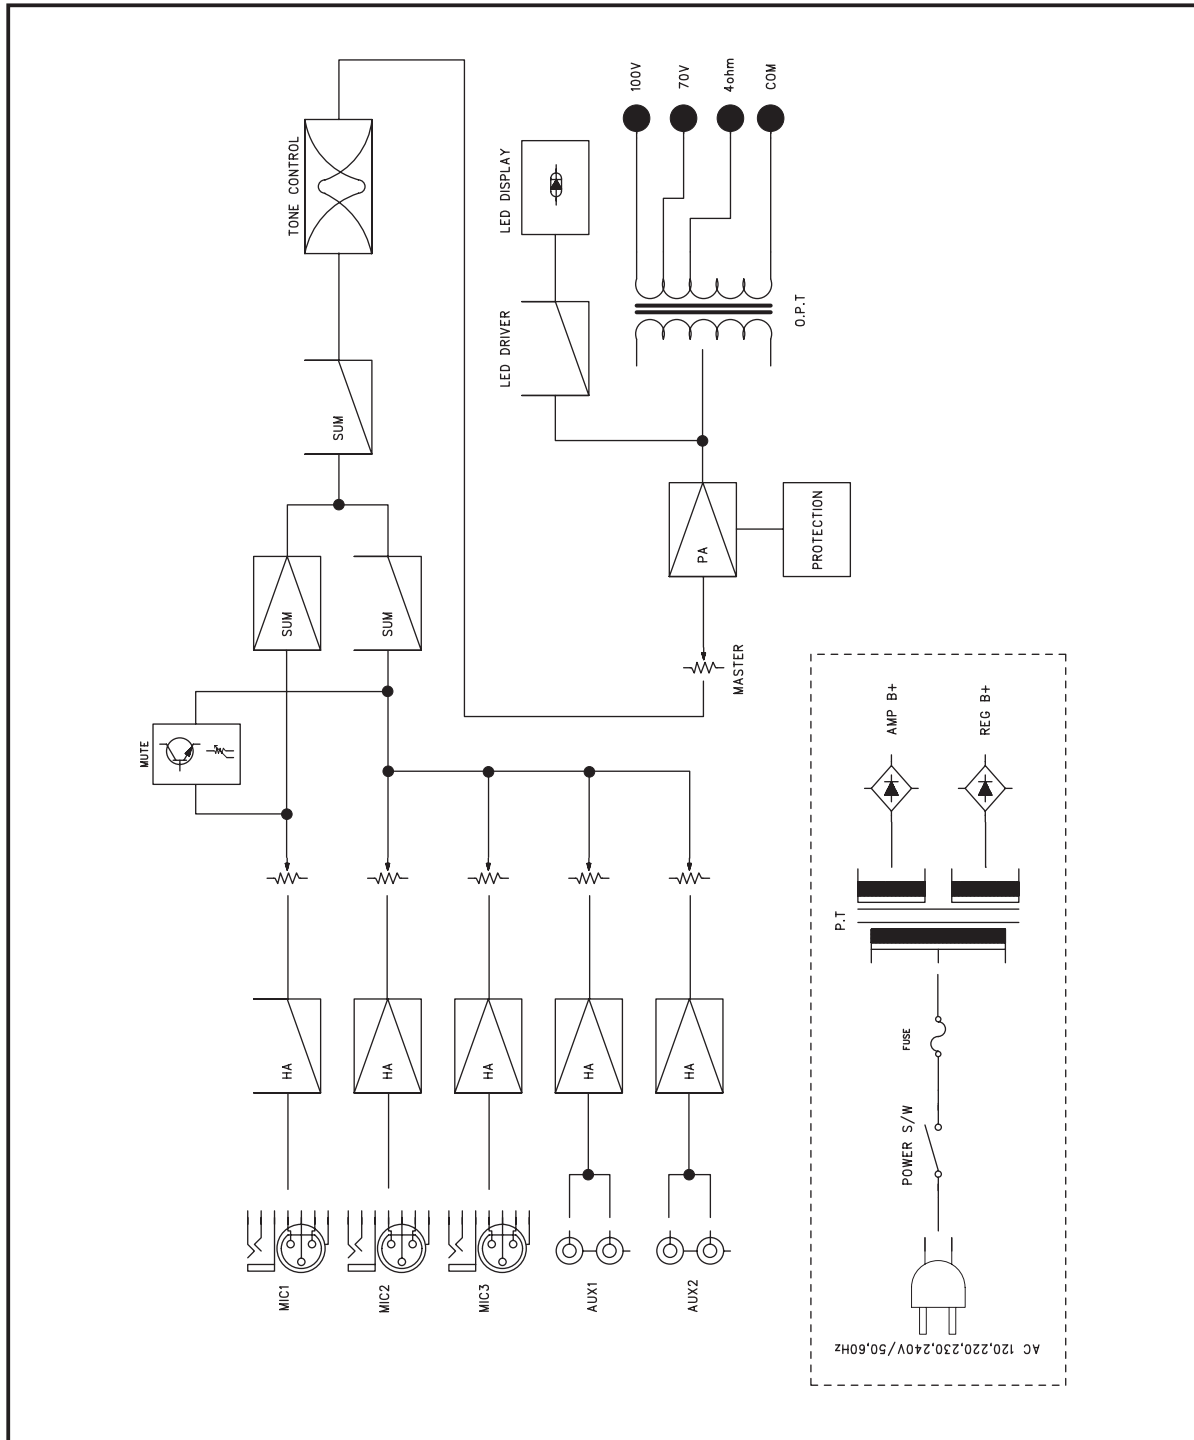 100V
70V
4ohm
COM
TONE CONTROL
LED DISPLAY
LED DRIVER
O.P.T
SUM
PA
PROTECTION
SUM
SUM
MASTER
MUTE
AMP B+
REG B+
P.T
HA
HA
HA
HA
HA
FUSE
POWER S/W
MIC1
MIC2
MIC3
AUX1
AUX2
AC 120,220,230,240V/50,60Hz